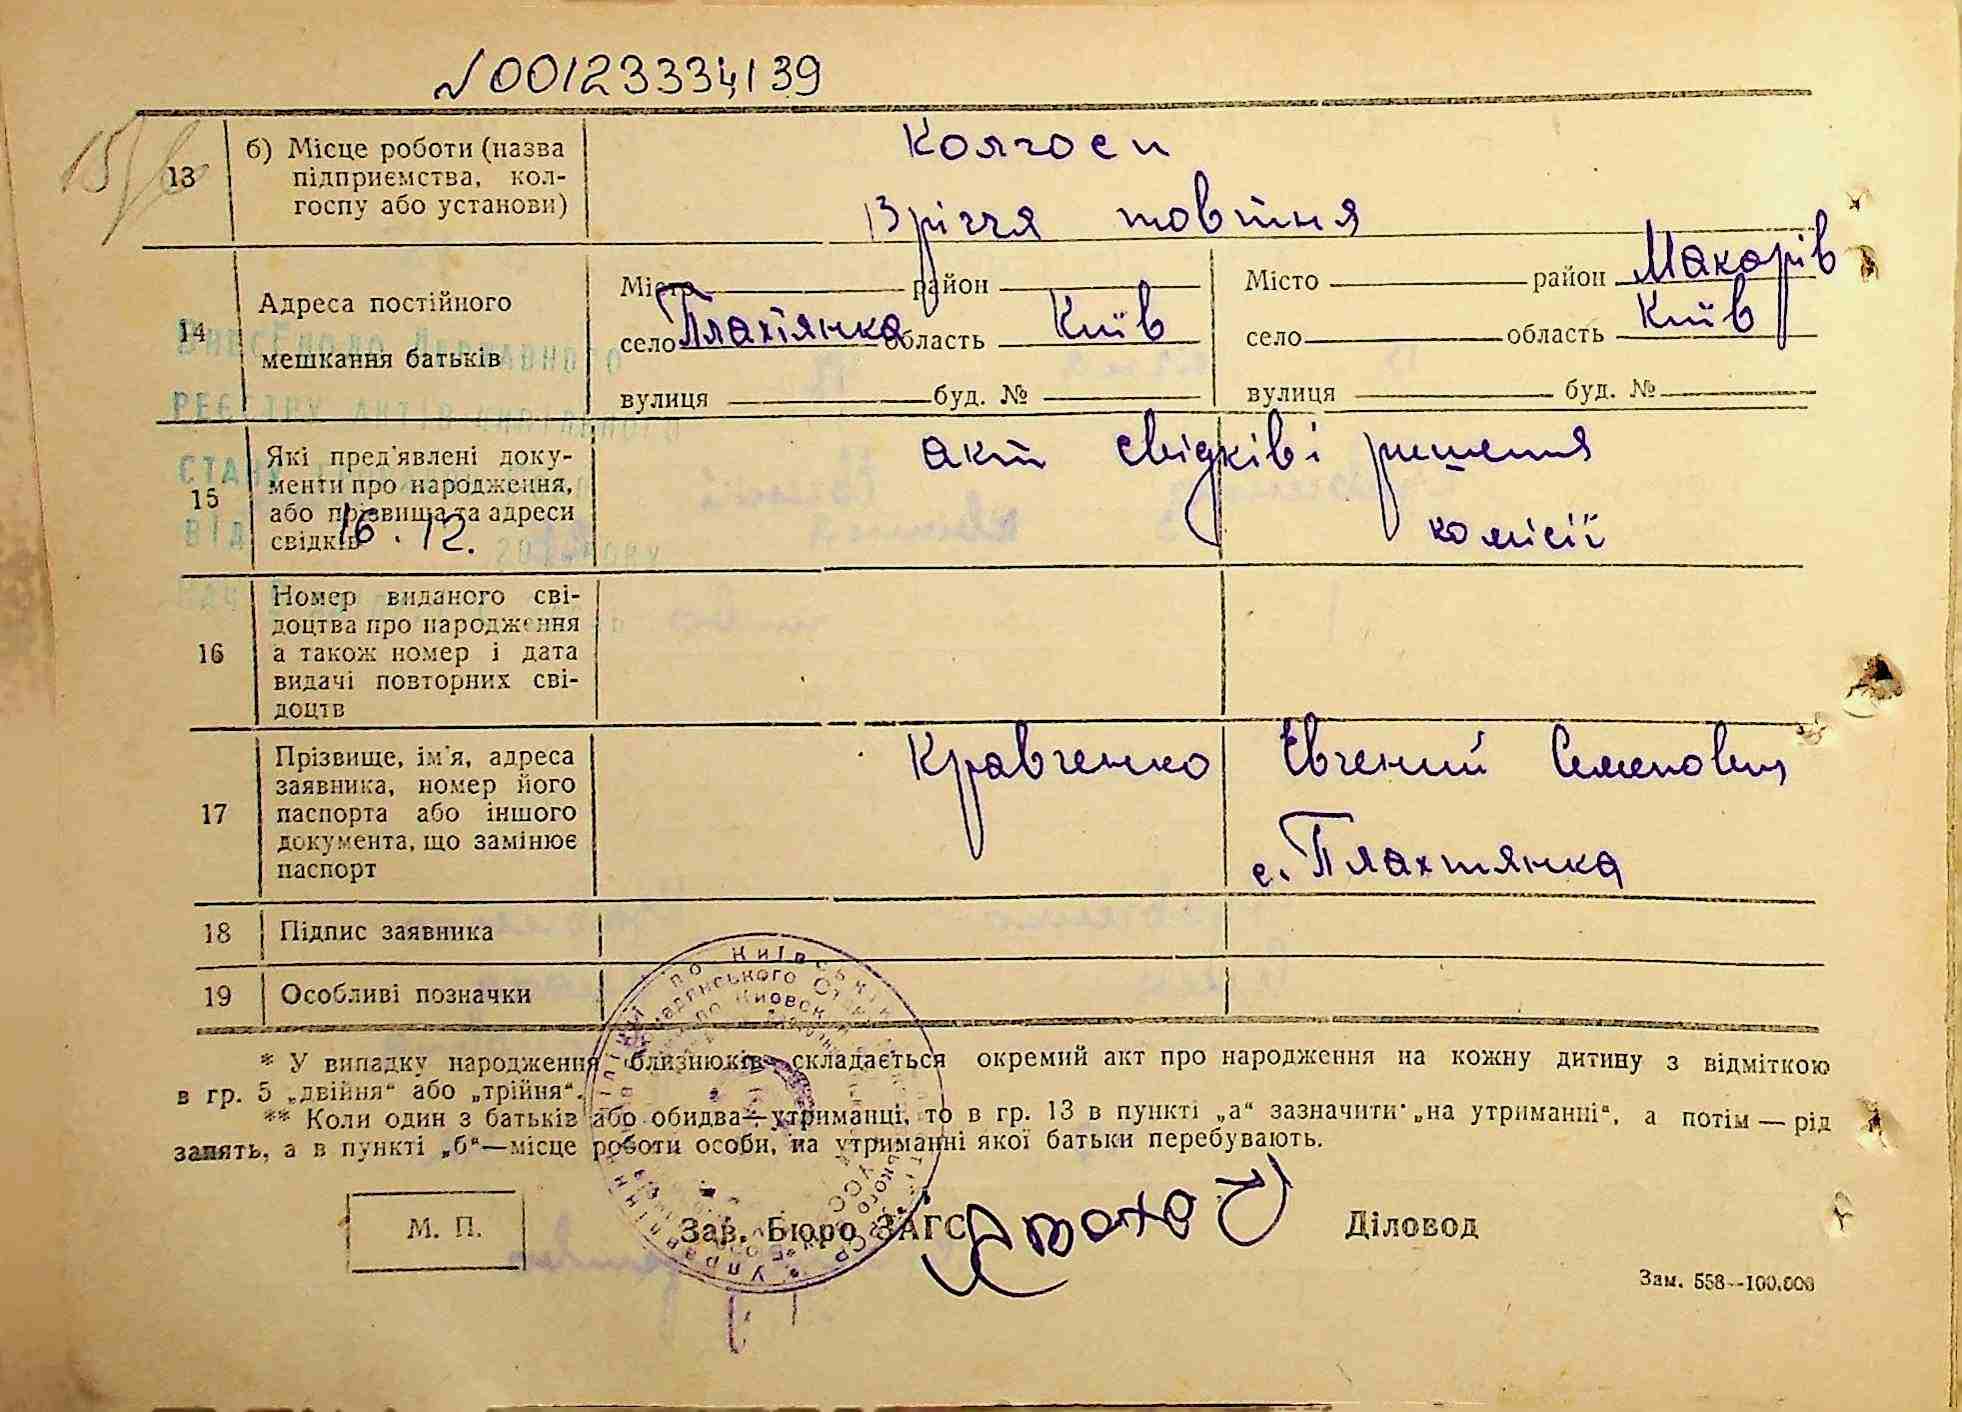 №00123334139
13
б) Місце роботи (назва
підприємства, кол-
госпу або установи)
Колгосп
13 річчя жовтня
14
Адреса постійного
мешкання батьків
Місто район
село Плахтянка область Київ
вулиця буд. №
Місто район Макарів
село область Київ
вулиця буд. №
15
Які пред'явлені доку-
менти про народження,
або прізвища та адреси
свідків
16.12.
акт свідків і рішення
комісії
16
Номер виданого сві-
доцтва про народження
а також номер і дата
видачі повторних сві-
доцтв
17
Прізвище, ім'я, адреса
заявника, номер його
паспорта або іншого
документа, що замінює
паспорт
Кравченко Евгений Семенович
с. Плахтянка
18
Підпис заявника
19
Особливі позначки
* У випадку народження близнюків складається окремий акт про народження на кожну дитину з відміткою
в гр. 5 „двійня“ або „трійня“.
** Коли один з батьків або обидва—утриманці, то в гр. 13 в пункті „а“ зазначити „на утриманні“, а потім — рід
занять, а в пункті „б“—місце роботи особи, на утриманні якої батьки перебувають.
М. П.
Зав. Бюро ЗАГС
Діловод
Зам. 558--100.000